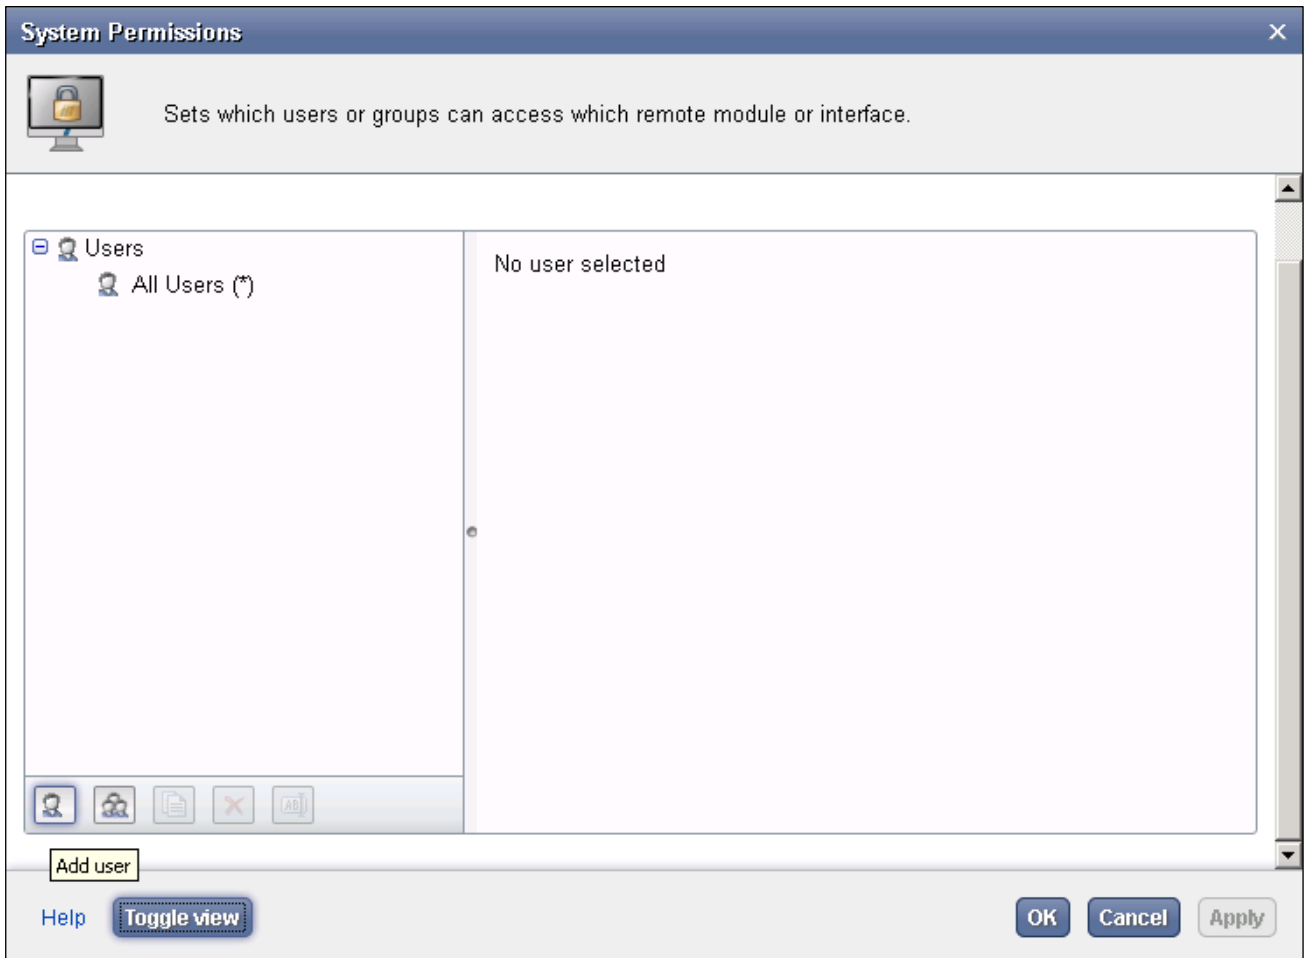 System Permissions
Sets which users or groups can access which remote module or interface.
Users
All Users (*)
No user selected
AB
Add user
Help
Toggle view
OK
Cancel
Apply